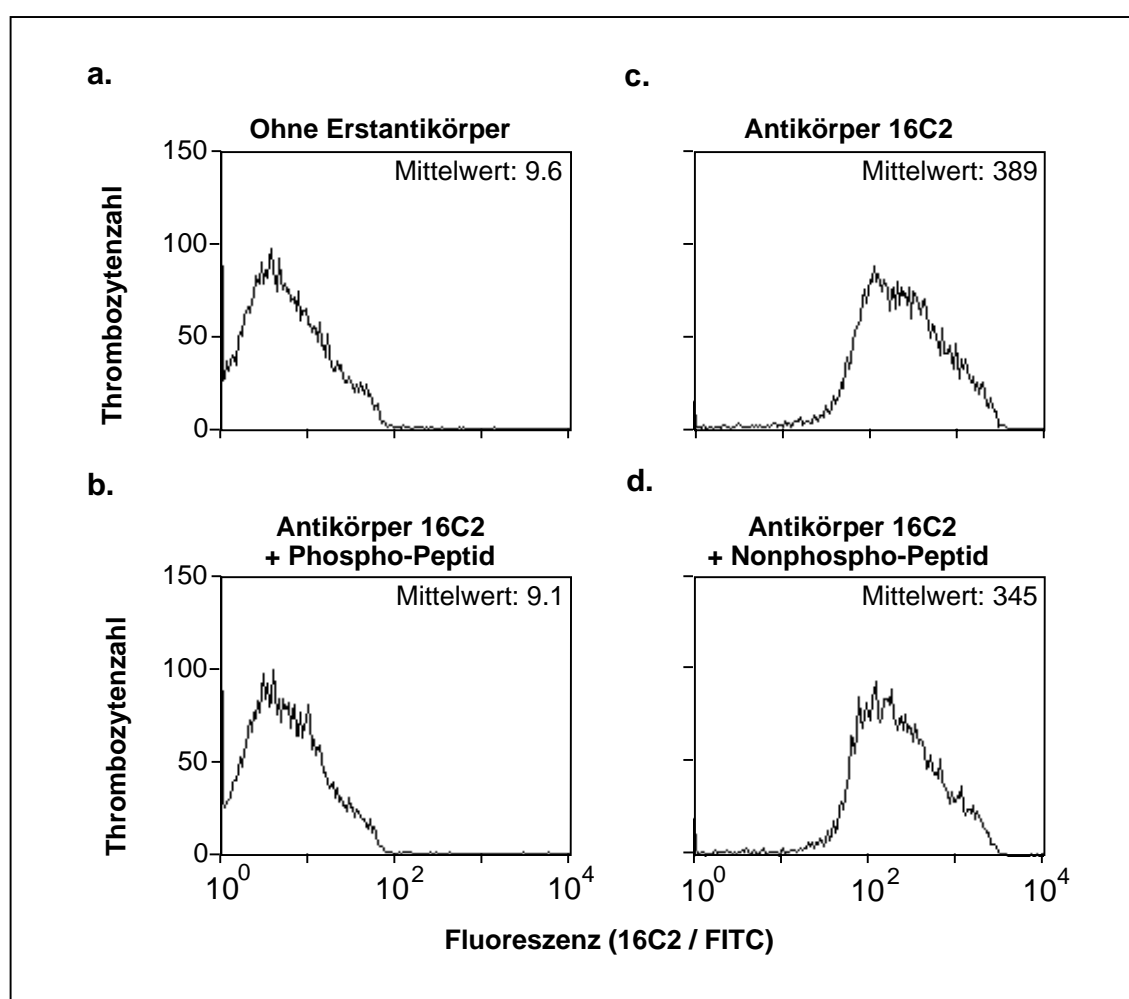 a.
Ohne Erstantikörper
Mittelwert: 9.6
150
100
50
0
Thrombozytenzahl
c.
Antikörper 16C2
Mittelwert: 389
b.
Antikörper 16C2
+ Phospho-Peptid
Mittelwert: 9.1
150
100
50
0
Thrombozytenzahl
10^0
10^2
10^4
d.
Antikörper 16C2
+ Nonphospho-Peptid
Mittelwert: 345
10^0
10^2
10^4
Fluoreszenz (16C2 / FITC)